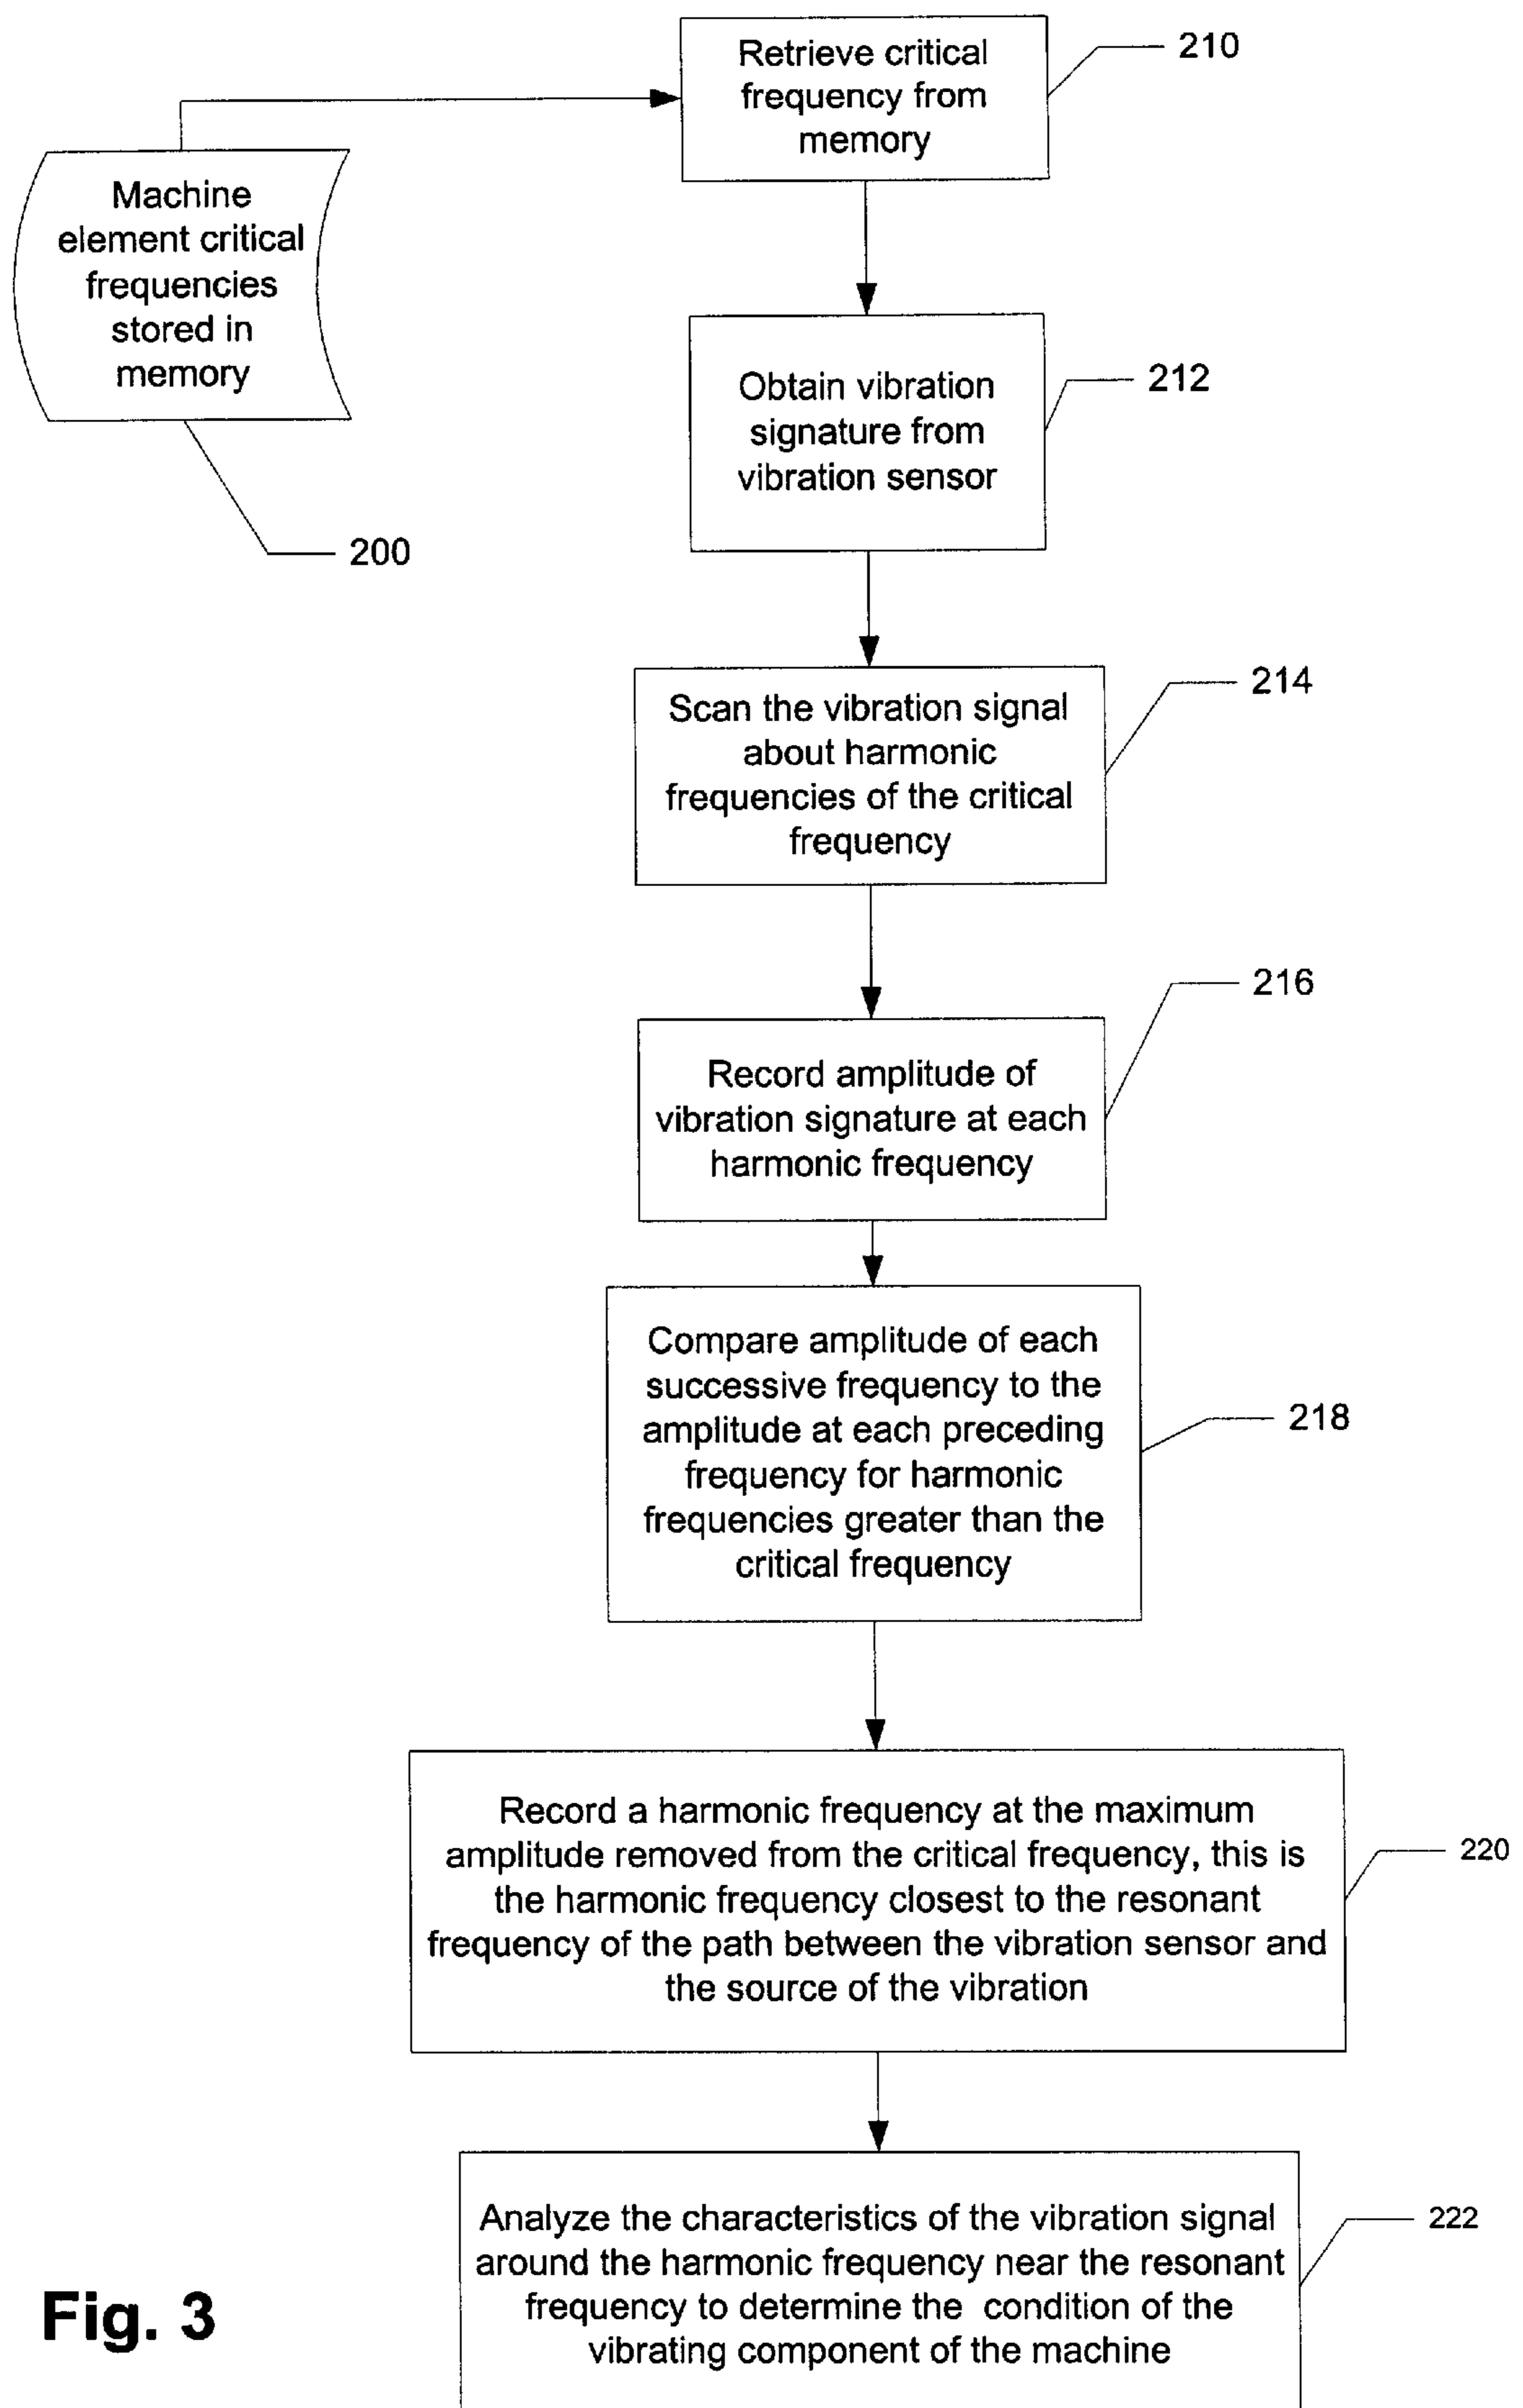 Retrieve critical
frequency from
memory
210
Machine
element critical
frequencies
stored in
memory
200
Obtain vibration
signature from
vibration sensor
212
Scan the vibration signal
about harmonic
frequencies of the critical
frequency
214
Record amplitude of
vibration signature at each
harmonic frequency
216
Compare amplitude of each
successive frequency to the
amplitude at each preceding
frequency for harmonic
frequencies greater than the
critical frequency
218
Record a harmonic frequency at the maximum
amplitude removed from the critical frequency, this is
the harmonic frequency closest to the resonant
frequency of the path between the vibration sensor and
the source of the vibration
220
Analyze the characteristics of the vibration signal
around the harmonic frequency near the resonant
frequency to determine the condition of the
vibrating component of the machine
222
Fig. 3